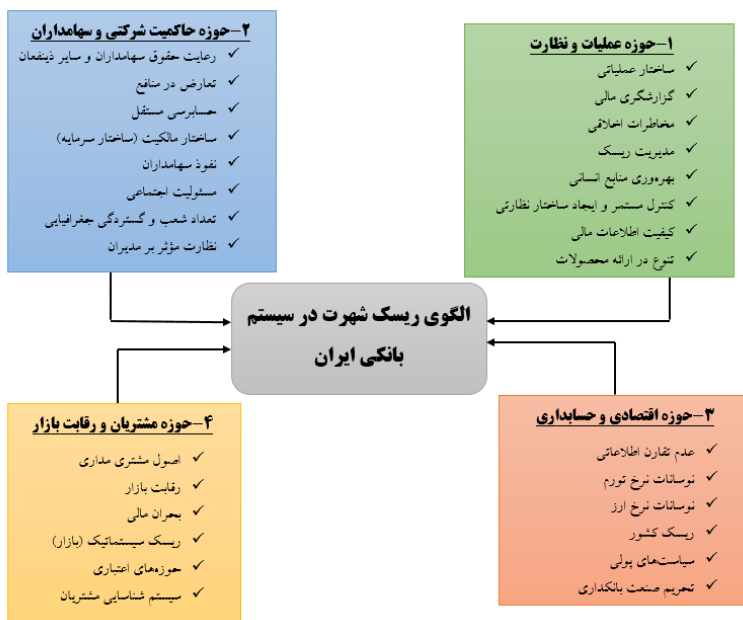 ۱-حوزه عملیات و نظارت
ساختار عملیاتی
گزارشگری مالی
مخاطرات اخلاقی
مدیریت ریسک
بهره‌وری منابع انسانی
کنترل مستمر و ایجاد ساختار نظارتی
کیفیت اطلاعات مالی
تنوع در ارائه محصولات
۲-حوزه حاکمیت شرکتی و سهامداران
رعایت حقوق سهامداران و سایر ذینفعان
تعارض در منافع
حسابرسی مستقل
ساختار مالکیت (ساختار سرمایه)
نفوذ سهامداران
مسئولیت اجتماعی
تعداد شعب و گستردگی جغرافیایی
نظارت مؤثر بر مدیران
الگوی ریسک شهرت در سیستم
بانکی ایران
۳-حوزه اقتصادی و حسابداری
عدم تقارن اطلاعاتی
نوسانات نرخ تورم
نوسانات نرخ ارز
ریسک کشور
سیاست‌های پولی
تحریم صنعت بانکداری
۴-حوزه مشتریان و رقابت بازار
اصول مشتری مداری
رقابت بازار
بحران مالی
ریسک سیستماتیک (بازار)
حوزه‌های اعتباری
سیستم شناسایی مشتریان